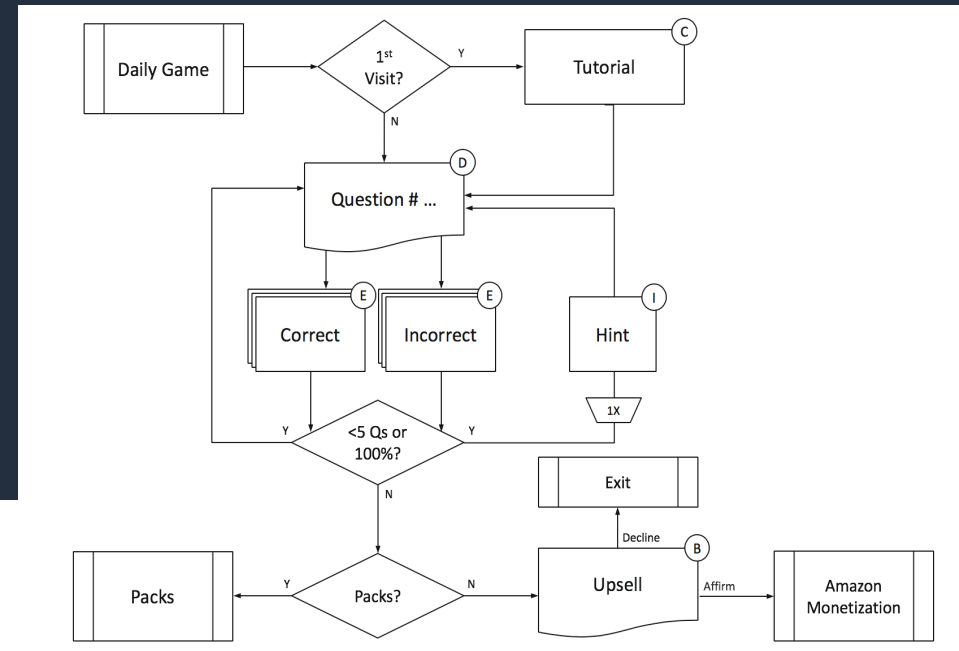 Daily Game
1st
Visit?
Y
C
Tutorial
N
D
Question # ...
E
Correct
E
Incorrect
I
Hint
1X
Y
<5 Qs or
100%?
Y
N
Exit
Decline
B
Packs
Y
Packs?
N
Upsell
Affirm
Amazon
Monetization